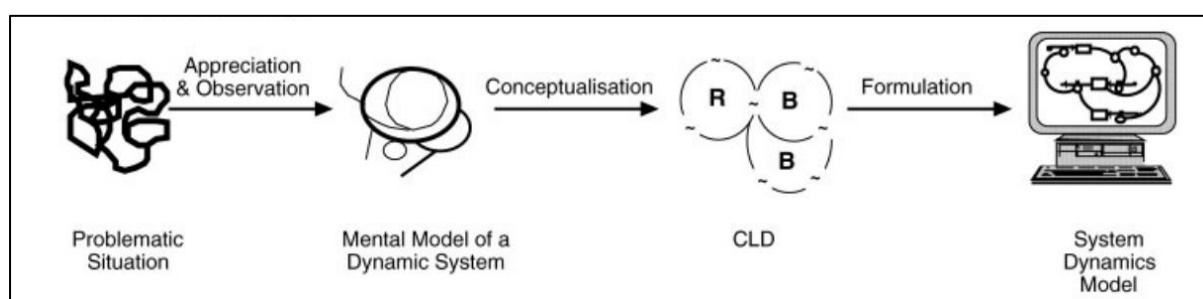 Appreciation
& Observation
Conceptualisation
Formulation
R
B
B
Problematic
Situation
Mental Model of a
Dynamic System
CLD
System
Dynamics
Model